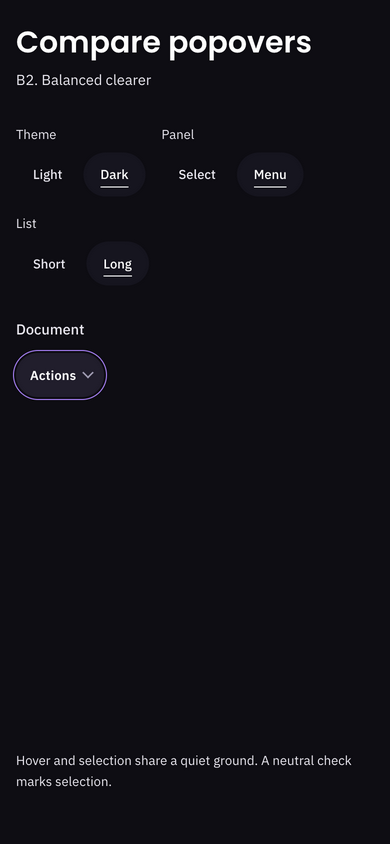 Compare popovers
B2. Balanced clearer
Theme
Panel
Light
Dark
Select
Menu
List
Short
Long
Document
Actions
Hover and selection share a quiet ground. A neutral check
marks selection.